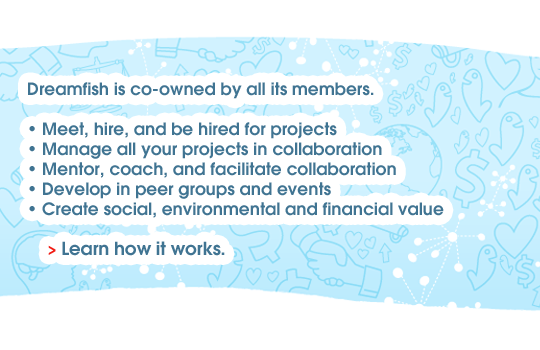 Dreamfish is co-owned by all its members.
• Meet, hire, and be hired for projects
• Manage all your projects in collaboration
• Mentor, coach, and facilitate collaboration
• Develop in peer groups and events
• Create social, environmental and financial value
> Learn how it works.